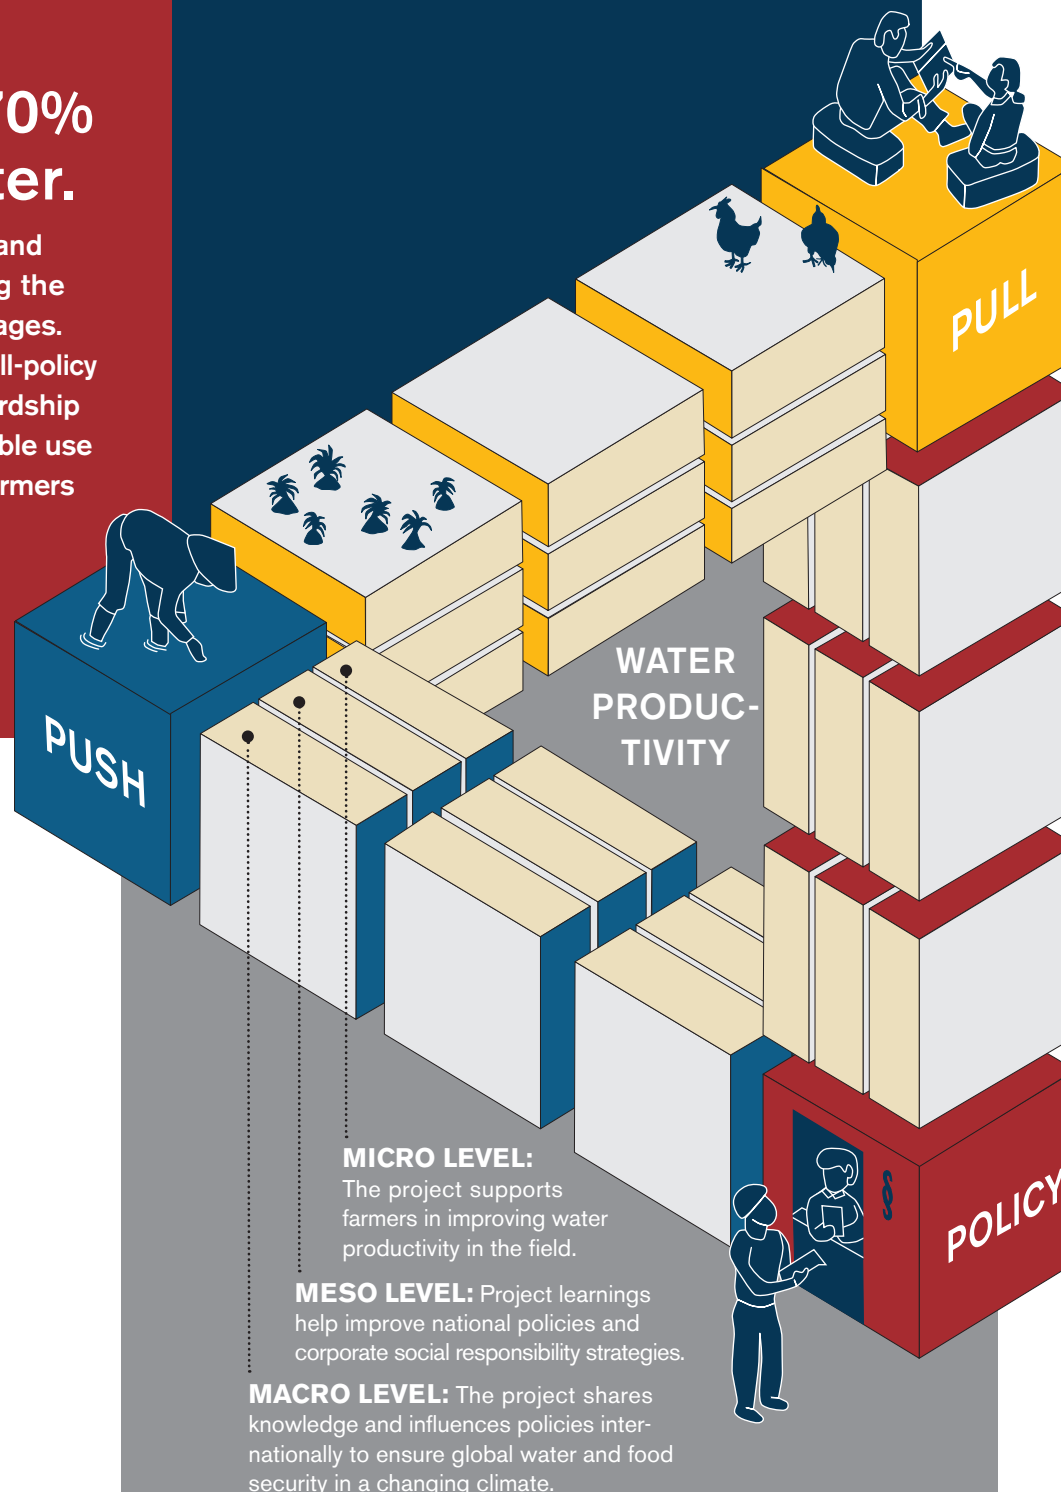 70%
ter.
and
g the
ages.
ll-policy
rdship
ble use
rmers
PULL
WATER
PRODUC-
TIVITY
PUSH
MICRO LEVEL:
The project supports
farmers in improving water
productivity in the field.
MESO LEVEL: Project learnings
help improve national policies and
corporate social responsibility strategies.
POLICY
MACRO LEVEL: The project shares
knowledge and influences policies inter-
nationally to ensure global water and food
security in a changing climate.